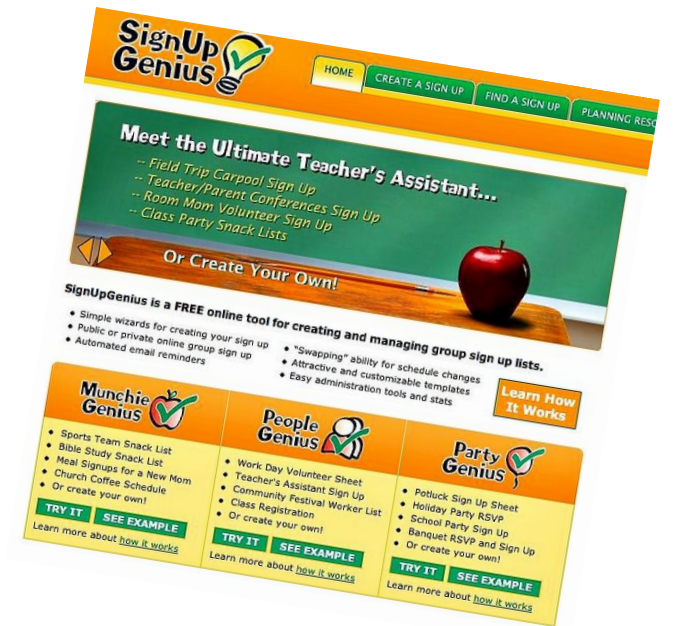 SignUp
Genius
HOME
CREATE A SIGN UP
FIND A SIGN UP
PLANNING RESO
Meet the Ultimate Teacher's Assistant...
-- Field Trip Carpool Sign Up
-- Teacher/Parent Conferences Sign Up
-- Room Mom Volunteer Sign Up
-- Class Party Snack Lists
Or Create Your Own!
SignUpGenius is a FREE online tool for creating and managing group sign up lists.
• Simple wizards for creating your sign up
• Public or private online group sign up
• Automated email reminders
• "Swapping" ability for schedule changes
• Attractive and customizable templates
• Easy administration tools and stats
Learn How
It Works
Munchie
Genius
• Sports Team Snack List
• Bible Study Snack List
• Meal Signups for a New Mom
• Church Coffee Schedule
• Or create your own!
TRY IT SEE EXAMPLE
Learn more about how it works
People
Genius
• Work Day Volunteer Sheet
• Teacher's Assistant Sign Up
• Community Festival Worker List
• Class Registration
• Or create your own!
TRY IT SEE EXAMPLE
Learn more about how it works
Party
Genius
• Potluck Sign Up Sheet
• Holiday Party RSVP
• School Party Sign Up
• Banquet RSVP and Sign Up
• Or create your own!
TRY IT SEE EXAMPLE
Learn more about how it works